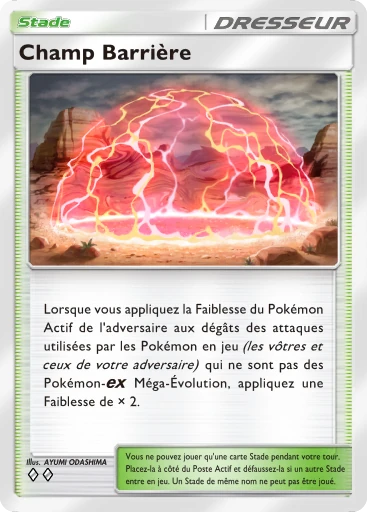 Stade
DRESSEUR
Champ Barrière
Lorsque vous appliquez la Faiblesse du Pokémon
Actif de l'adversaire aux dégâts des attaques
utilisées par les Pokémon en jeu (les vôtres et
ceux de votre adversaire) qui ne sont pas des
Pokémon-ex Méga-Évolution, appliquez une
Faiblesse de × 2.
Illus. AYUMI ODASHIMA
Vous ne pouvez jouer qu'une carte Stade pendant votre tour.
Placez-la à côté du Poste Actif et défaussez-la si un autre Stade
entre en jeu. Un Stade de même nom ne peut pas être joué.